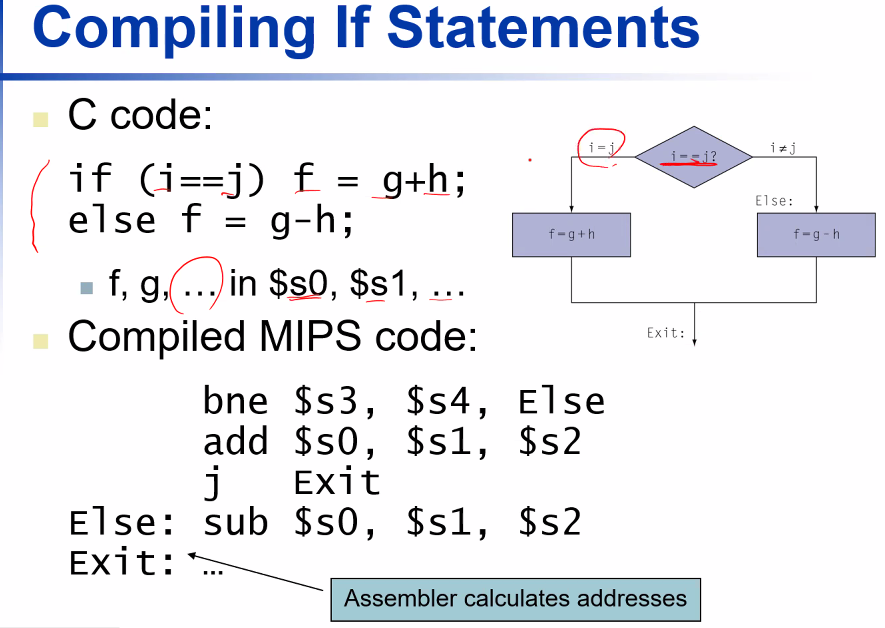 Compiling If Statements
C code:
if (i==j) f = g+h;
else f = g-h;
f, g, … in $s0, $s1, …
i=j
i==j?
i≠j
Else:
f=g+h
f=g-h
Exit:
Compiled MIPS code:
bne $s3, $s4, Else
add $s0, $s1, $s2
j Exit
Else: sub $s0, $s1, $s2
Exit: …
Assembler calculates addresses